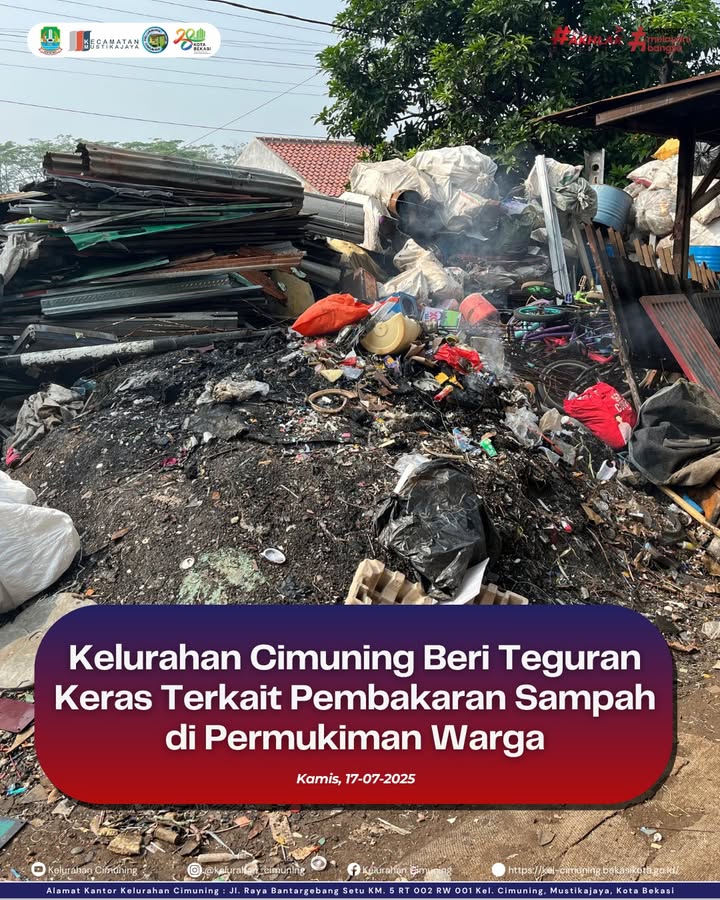 KECAMATAN
MUSTIKAJAYA
28
KOTA
BEKASI
Kelurahan Cimuning Beri Teguran
Keras Terkait Pembakaran Sampah
di Permukiman Warga
Kamis, 17-07-2025
Kelurahan Cimuning
@kelurahan_cimuning
Kelurahan Cimuning
https://kel-cimuning.bekasikota.go.id/
Alamat Kantor Kelurahan Cimuning : Jl. Raya Bantargebang Setu KM. 5 RT 002 RW 001 Kel. Cimuning, Mustikajaya, Kota Bekasi